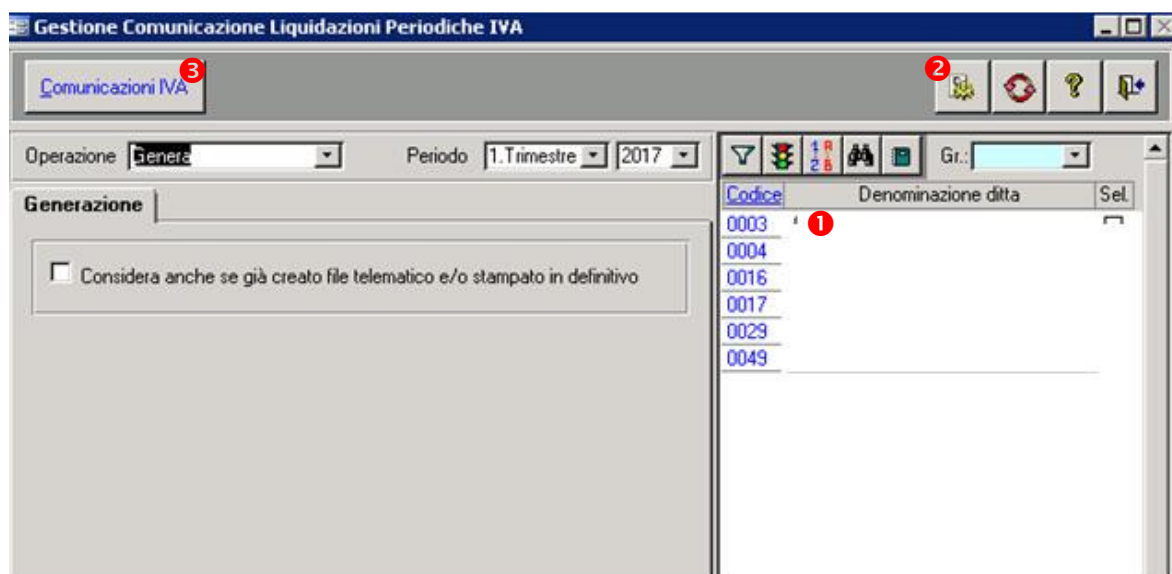 Gestione Comunicazione Liquidazioni Periodiche IVA
Comunicazioni IVA 3
2 ?
Operazione Genera Periodo 1.Trimestre 2017
Gr.:
Generazione
Codice Denominazione ditta Sel.
0003 1
0004
Considera anche se già creato file telematico e/o stampato in definitivo
0016
0017
0029
0049